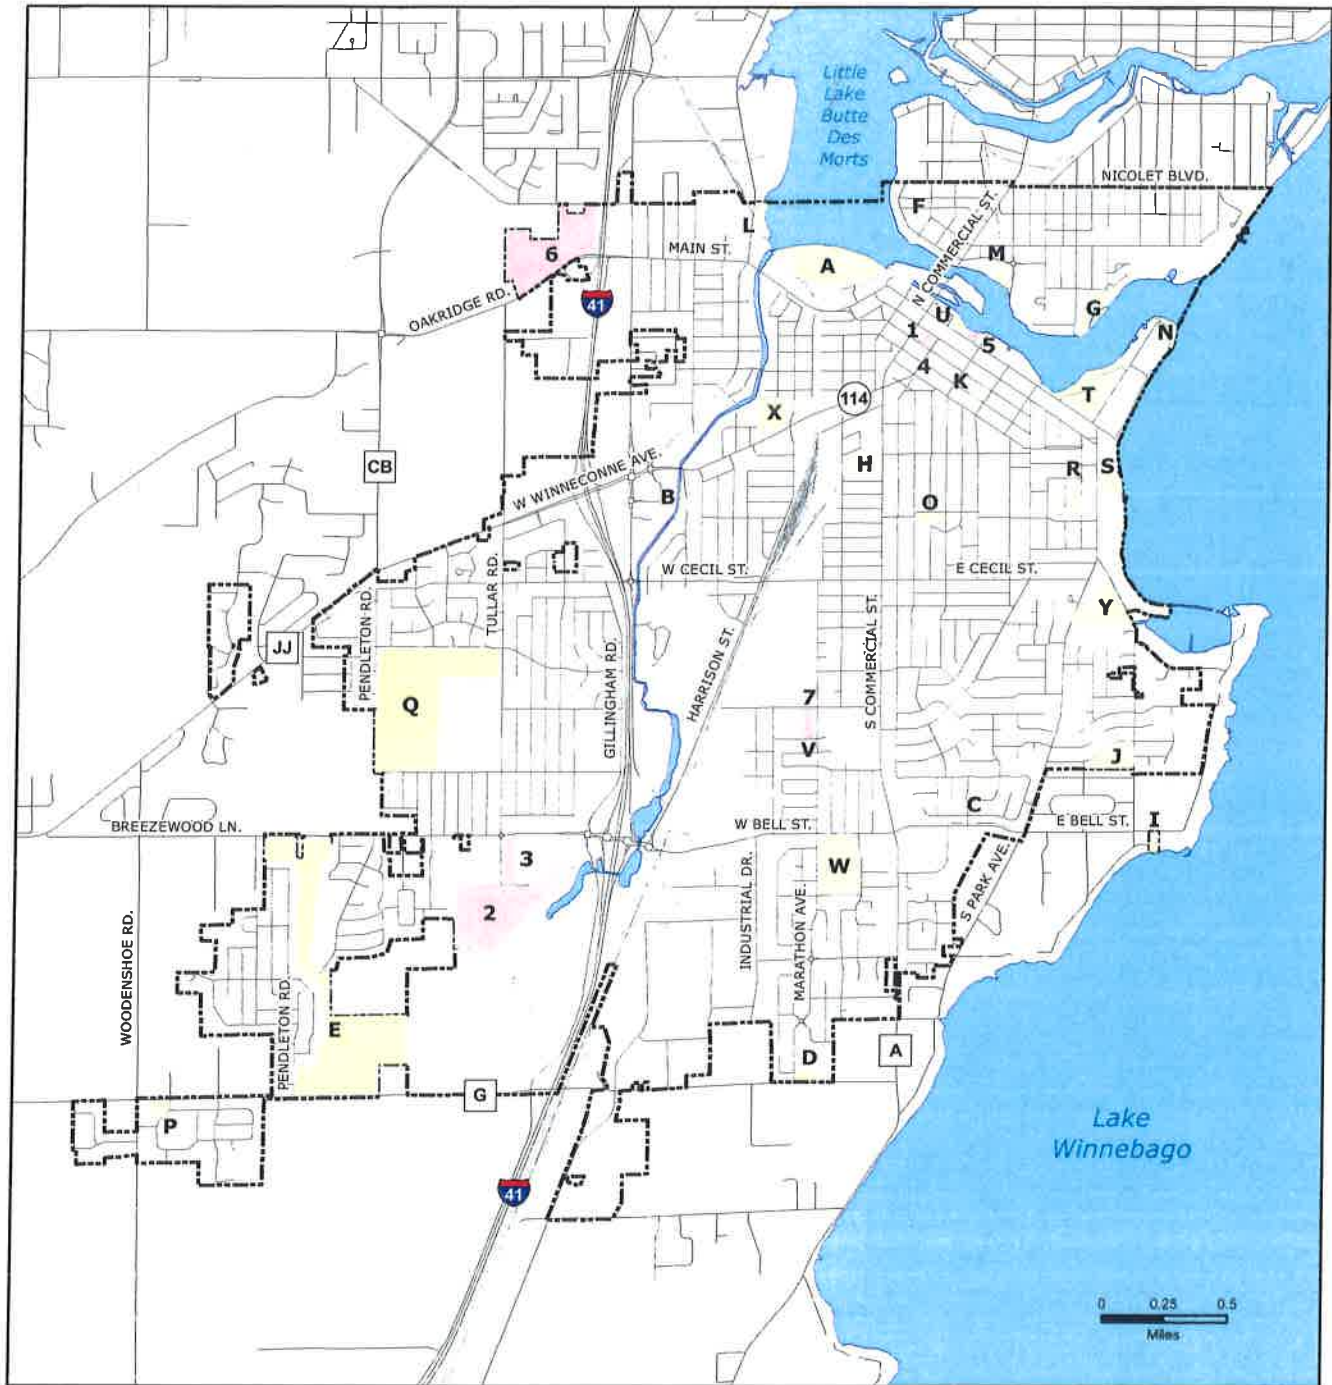 Little
Lake
Butte
Des
Morts
NICOLET BLVD.
F
L
N COMMERCIAL ST.
MAIN ST.
M
6
A
OAKRIDGE RD.
41
G
U
1
5
N
4
K
T
114
X
CB
H
R
S
W WINNECONNE AVE.
B
O
W CECIL ST.
E CECIL ST.
TULLAR RD.
PENDLETON RD.
Y
JJ
HARRISON ST.
S COMMERCIAL ST.
GILLINGHAM RD.
Q
7
V
J
C
BREEZEWOOD LN.
W BELL ST.
E BELL ST.
I
3
W
INDUSTRIAL DR.
MARATHON AVE.
S PARK AVE.
2
WOODENSHOE RD.
PENDLETON RD.
E
D
A
G
P
Lake
Winnebago
41
0 0.25 0.5
Miles